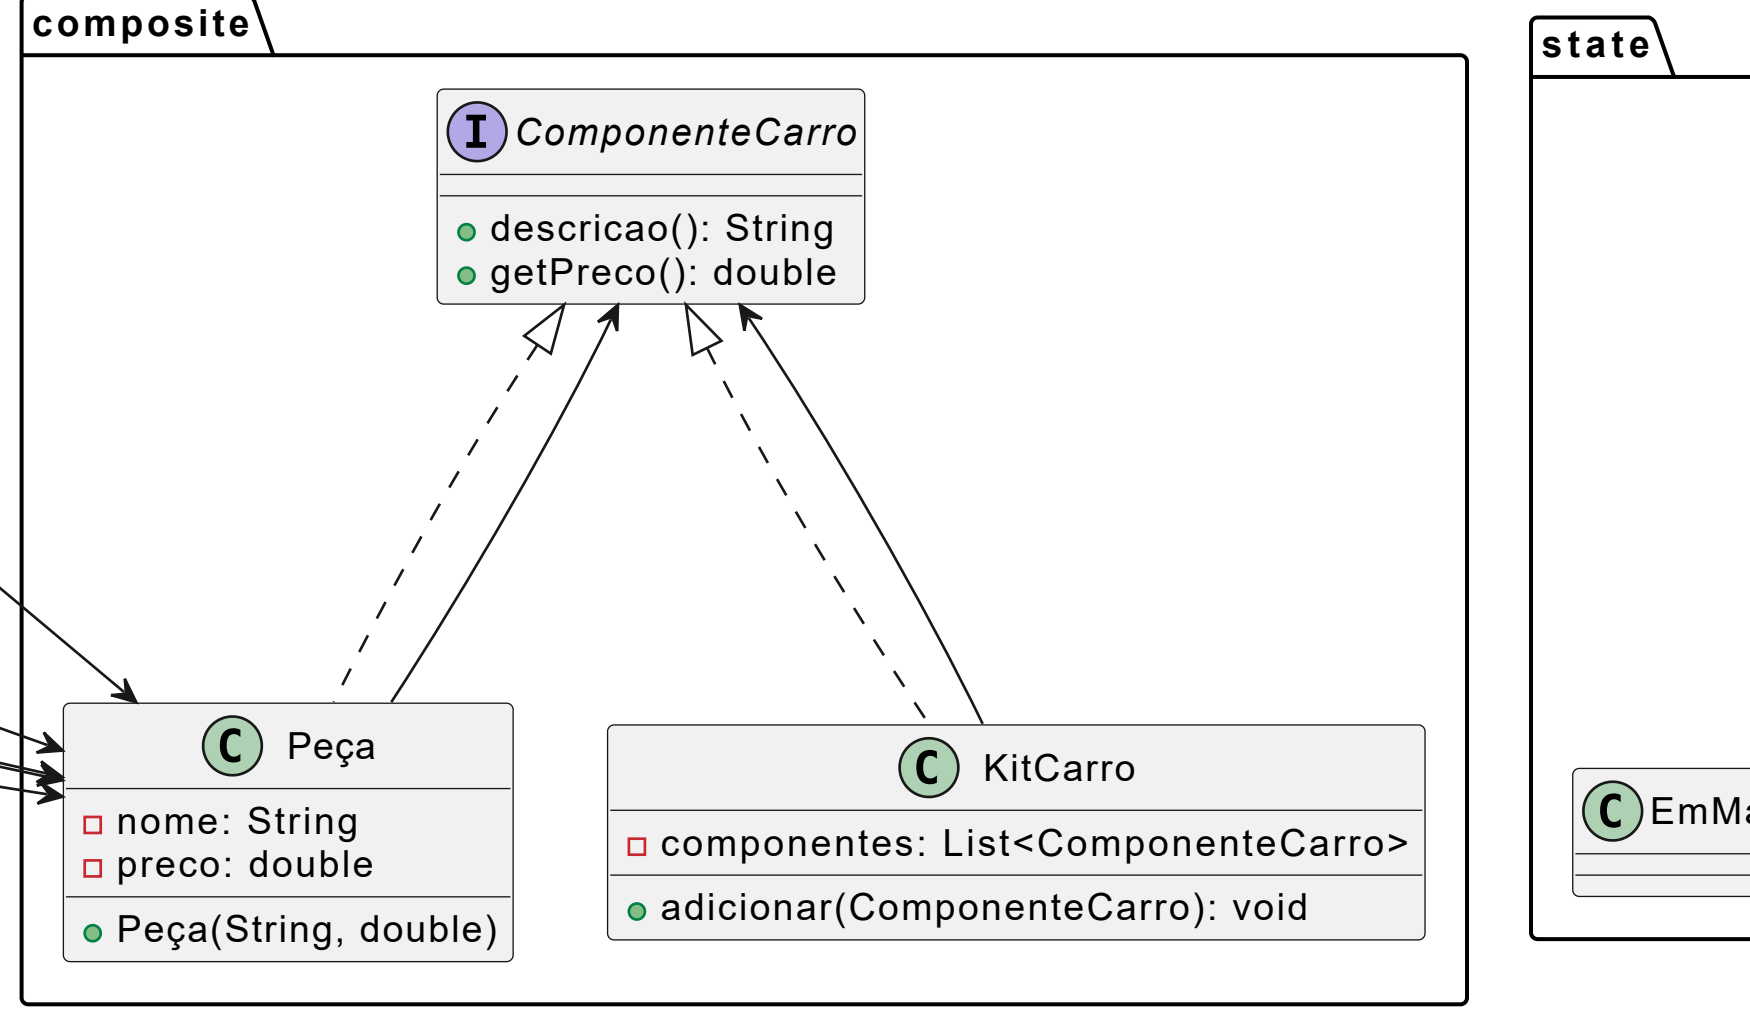 composite
I ComponenteCarro
descricao(): String
getPreco(): double
C Peça
nome: String
preco: double
Peça(String, double)
C KitCarro
componentes: List<ComponenteCarro>
adicionar(ComponenteCarro): void
state
C